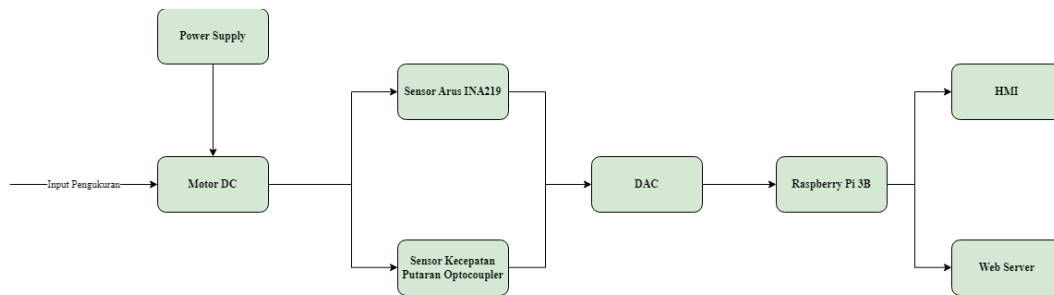 Power Supply
Sensor Arus INA219
HMI
Input Pengukuran
Motor DC
DAC
Raspberry Pi 3B
Sensor Kecepatan
Putaran Optocoupler
Web Server